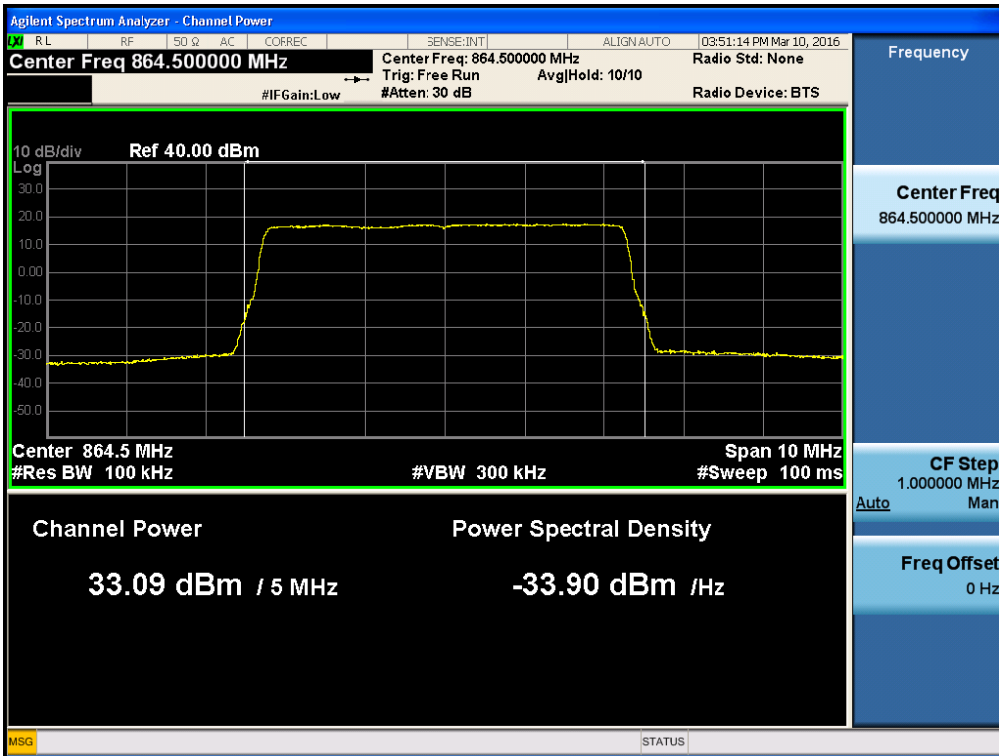 Agilent Spectrum Analyzer - Channel Power
LXI RL RF 50 Ω AC CORREC SENSE:INT ALIGN AUTO 03:51:14 PM Mar 10, 2016
Center Freq 864.500000 MHz
Center Freq: 864.500000 MHz
Radio Std: None
Trig: Free Run Avg|Hold: 10/10
#IFGain:Low
#Atten: 30 dB
Radio Device: BTS
10 dB/div Ref 40.00 dBm
Log
30.0
20.0
10.0
0.00
-10.0
-20.0
-30.0
-40.0
-50.0
Center 864.5 MHz Span 10 MHz
#Res BW 100 kHz #VBW 300 kHz #Sweep 100 ms
Channel Power
33.09 dBm / 5 MHz
Power Spectral Density
-33.90 dBm /Hz
MSG STATUS
Frequency
Center Freq
864.500000 MHz
CF Step
1.000000 MHz
Auto Man
Freq Offset
0 Hz